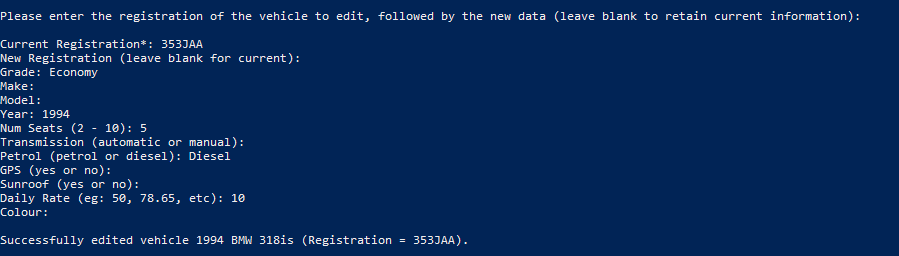 Please enter the registration of the vehicle to edit, followed by the new data (leave blank to retain current information):
Current Registration*: 353JAA
New Registration (leave blank for current):
Grade: Economy
Make:
Model:
Year: 1994
Num Seats (2 - 10): 5
Transmission (automatic or manual):
Petrol (petrol or diesel): Diesel
GPS (yes or no):
Sunroof (yes or no):
Daily Rate (eg: 50, 78.65, etc): 10
Colour:
Successfully edited vehicle 1994 BMW 318is (Registration = 353JAA).